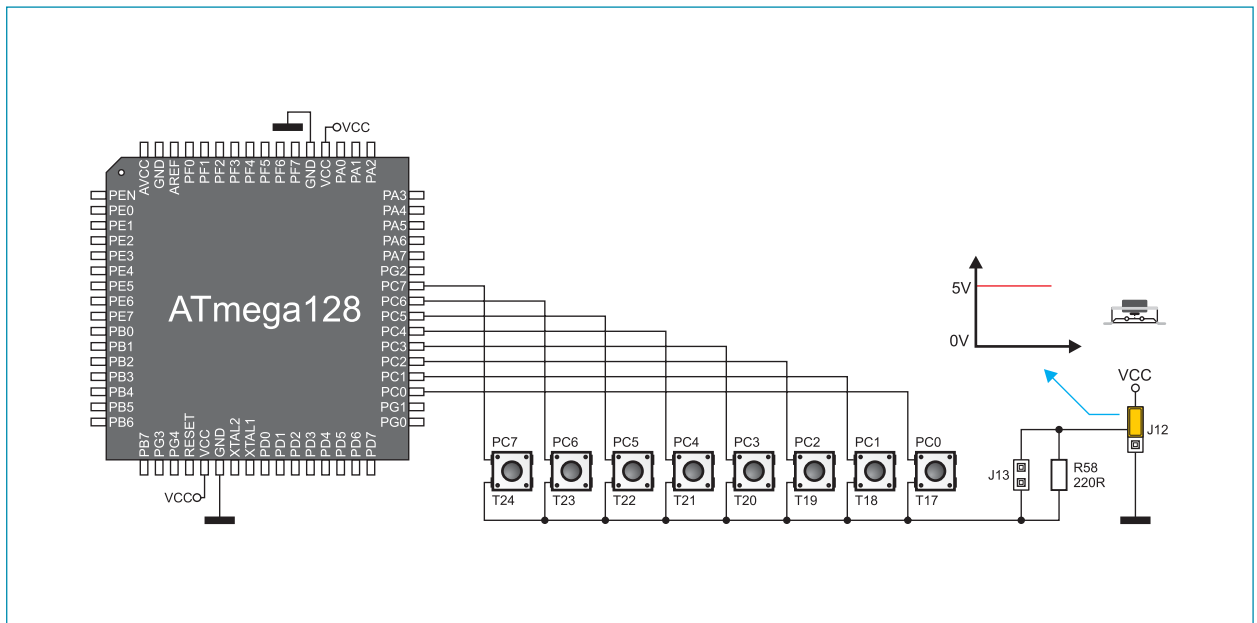 VCC
AVCC
GND
AREF
PF0
PF1
PF2
PF3
PF4
PF5
PF6
PF7
GND
VCC
PA0
PA1
PA2
PEN
PE0
PE1
PE2
PE3
PE4
PE5
PE6
PE7
PB0
PB1
PB2
PB3
PB4
PB5
PB6
ATmega128
PA3
PA4
PA5
PA6
PA7
PG2
PC7
PC6
PC5
PC4
PC3
PC2
PC1
PC0
PG1
PG0
PB7
PG3
PG4
RESET
VCC
GND
XTAL2
XTAL1
PD0
PD1
PD2
PD3
PD4
PD5
PD6
PD7
VCC
5V
0V
VCC
J12
PC7 PC6 PC5 PC4 PC3 PC2 PC1 PC0
T24 T23 T22 T21 T20 T19 T18 T17
J13
R58
220R